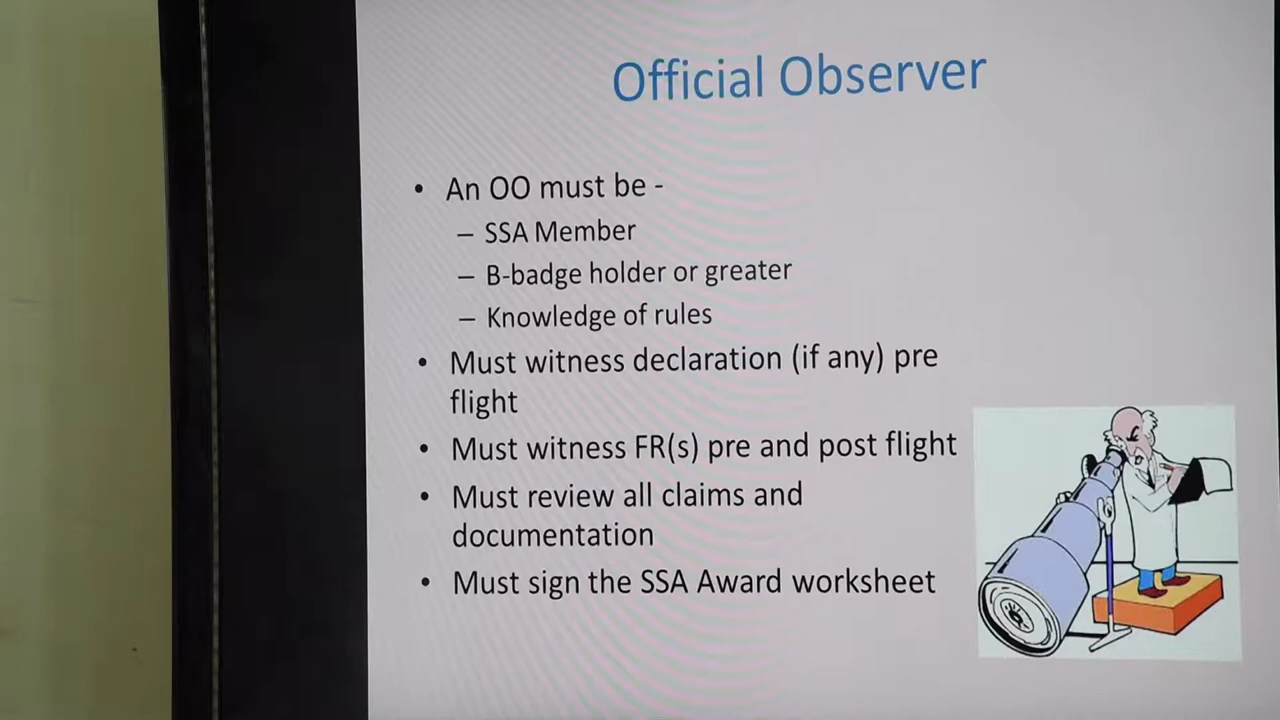 Official Observer
• An OO must be -
– SSA Member
– B-badge holder or greater
– Knowledge of rules
• Must witness declaration (if any) pre
flight
• Must witness FR(s) pre and post flight
• Must review all claims and
documentation
• Must sign the SSA Award worksheet